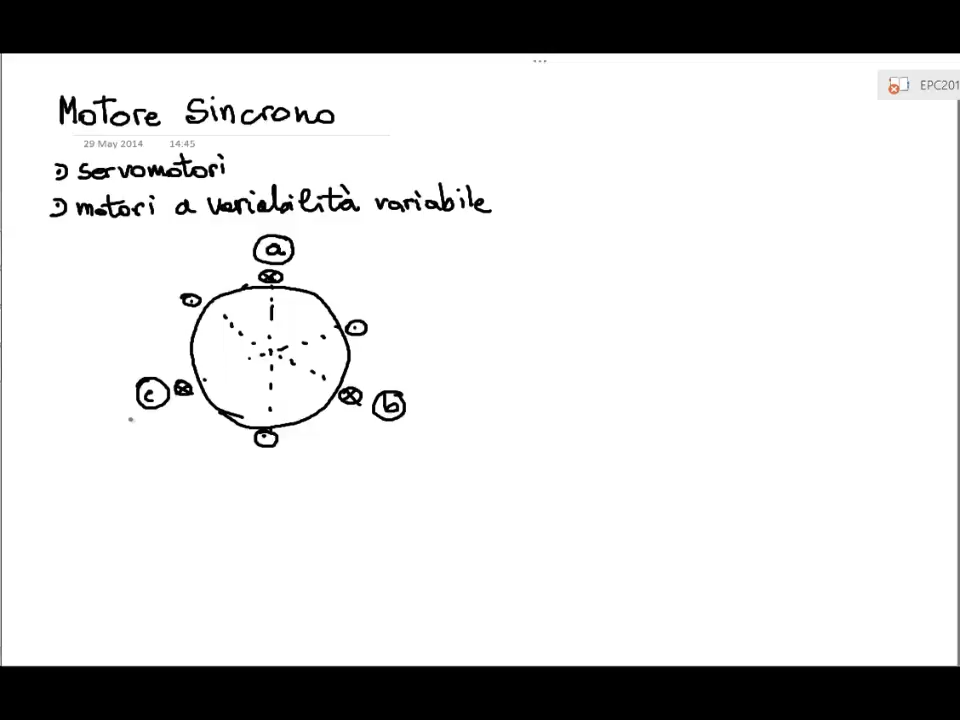 EPC201
Motore Sincrono
29 May 2014 14:45
servomotori
motori a variabilità variabile
a
c
b